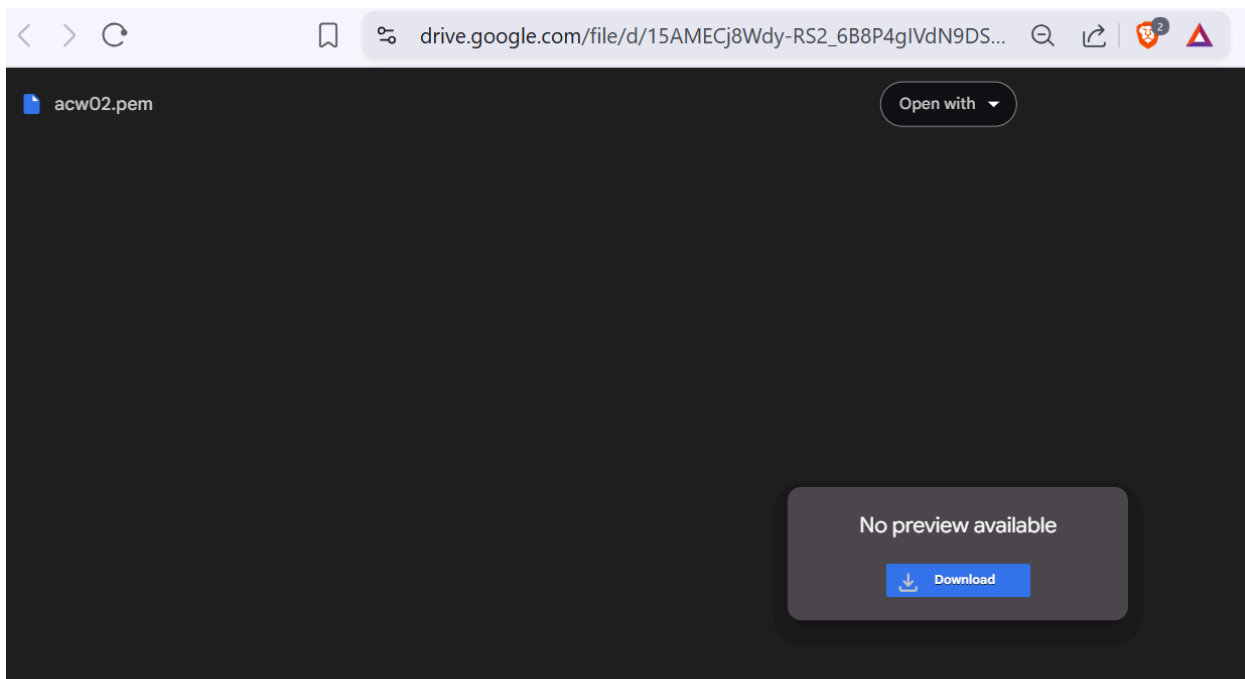 drive.google.com/file/d/15AMECj8Wdy-RS2_6B8P4gIVdN9DS...
2
acw02.pem
Open with
No preview available
Download